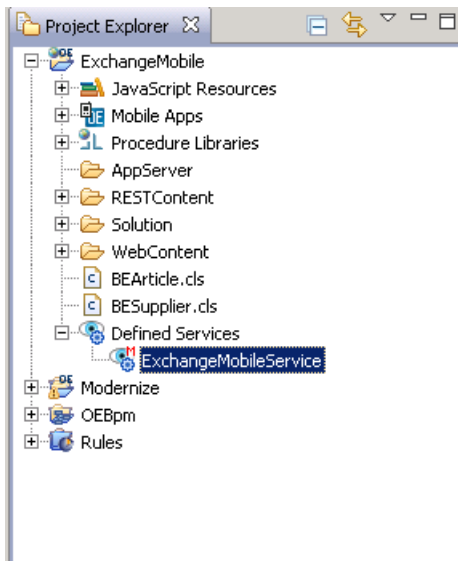 Project Explorer
ExchangeMobile
JavaScript Resources
Mobile Apps
Procedure Libraries
AppServer
RESTContent
Solution
WebContent
BEArticle.cls
BESupplier.cls
Defined Services
ExchangeMobileService
Modernize
OEBpm
Rules